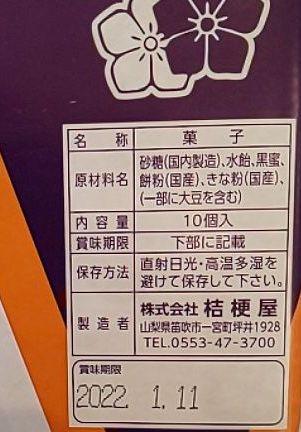 名称 菓子
原材料名 砂糖(国内製造)、水飴、黒蜜、
餅粉(国産)、きな粉(国産)、
(一部に大豆を含む)
内容量 10個入
賞味期限 下部に記載
保存方法 直射日光・高温多湿を
避けて保存して下さい。
製造者 株式会社 桔梗屋
山梨県笛吹市一宮町坪井1928
TEL.0553-47-3700
賞味期限
2022. 1.11